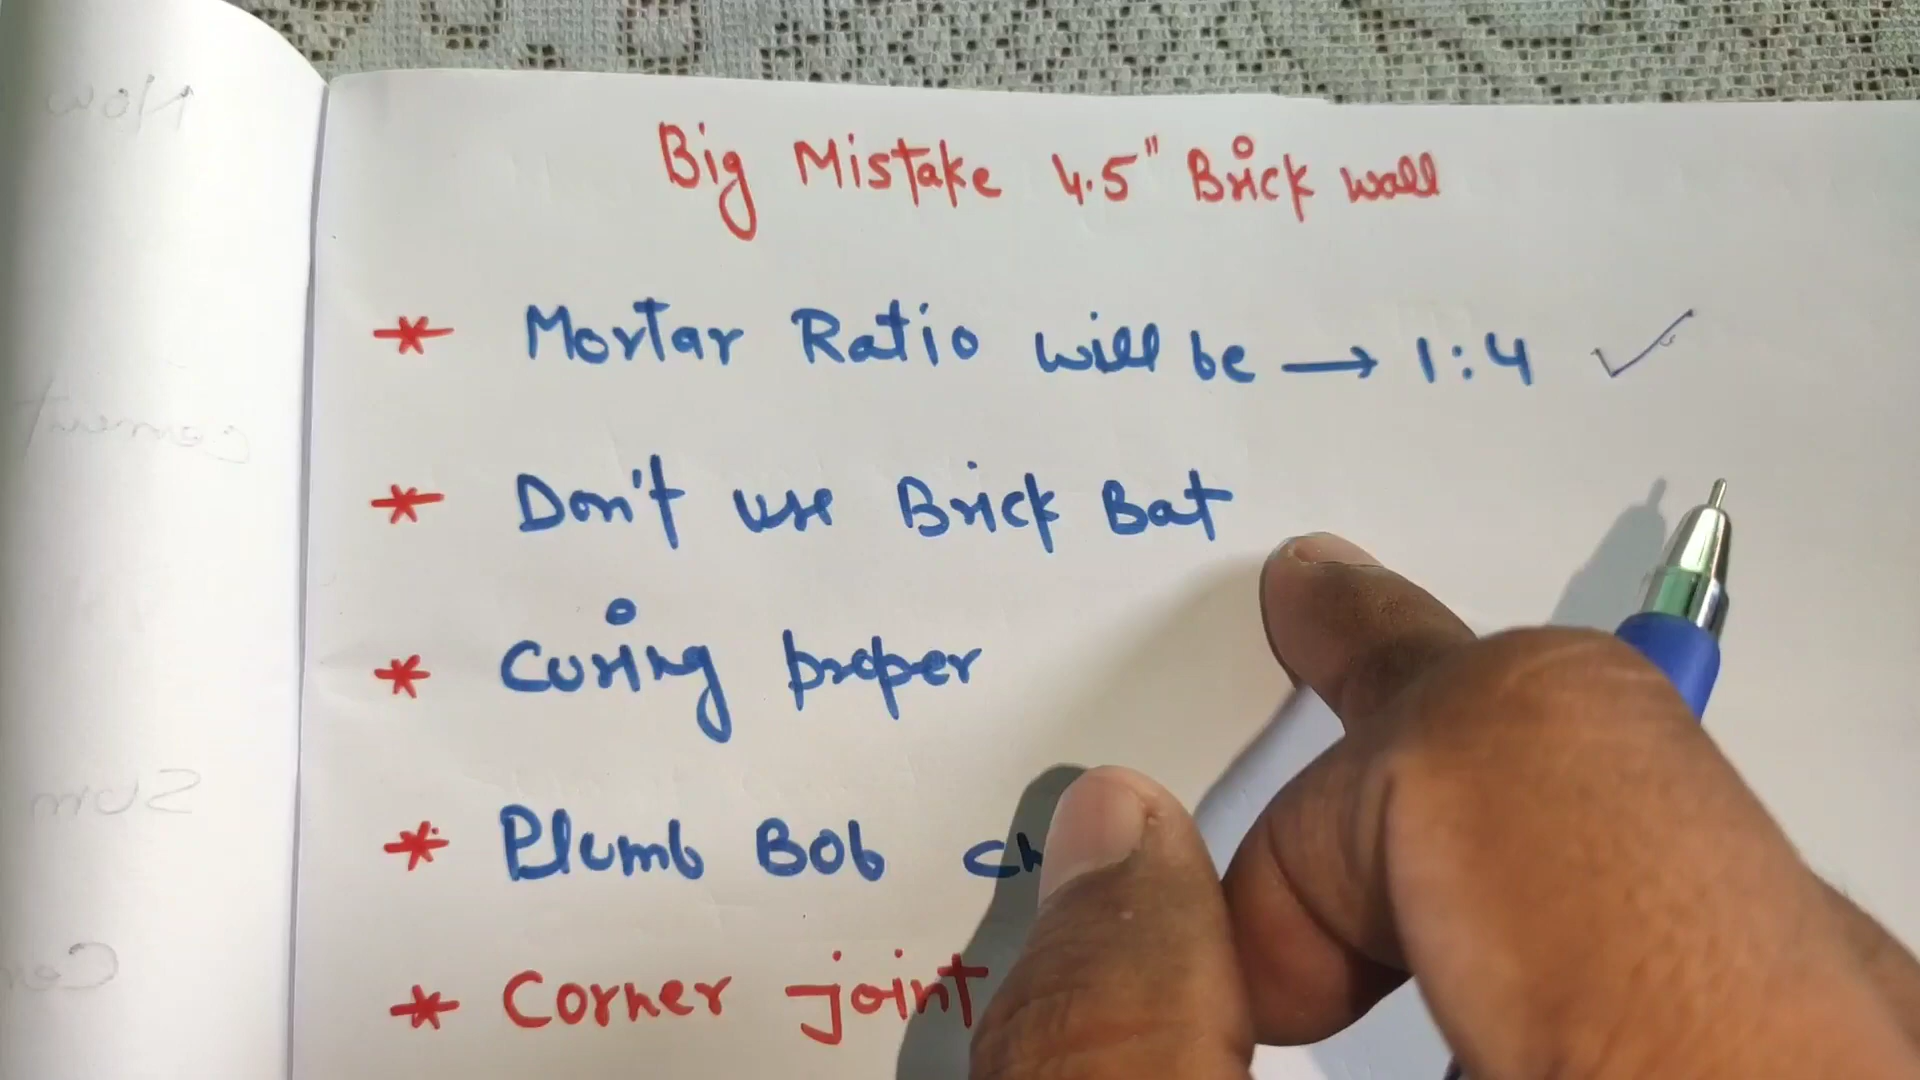 Big Mistake 4.5" Brick wall
* Mortar Ratio will be → 1:4 ✓
* Don't use Brick Bat
* Curing proper
* Plumb Bob
* Corner joint